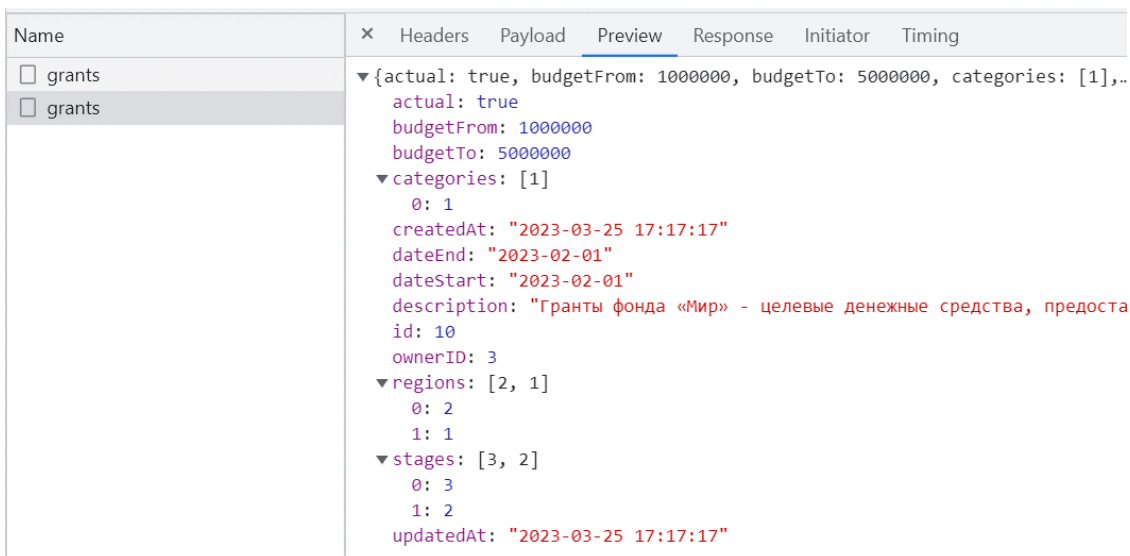 Name
× Headers Payload Preview Response Initiator Timing
grants
grants
▼{actual: true, budgetFrom: 1000000, budgetTo: 5000000, categories: [1],…
actual: true
budgetFrom: 1000000
budgetTo: 5000000
▼categories: [1]
0: 1
createdAt: "2023-03-25 17:17:17"
dateEnd: "2023-02-01"
dateStart: "2023-02-01"
description: "Гранты фонда «Мир» - целевые денежные средства, предоста
id: 10
ownerID: 3
▼regions: [2, 1]
0: 2
1: 1
▼stages: [3, 2]
0: 3
1: 2
updatedAt: "2023-03-25 17:17:17"